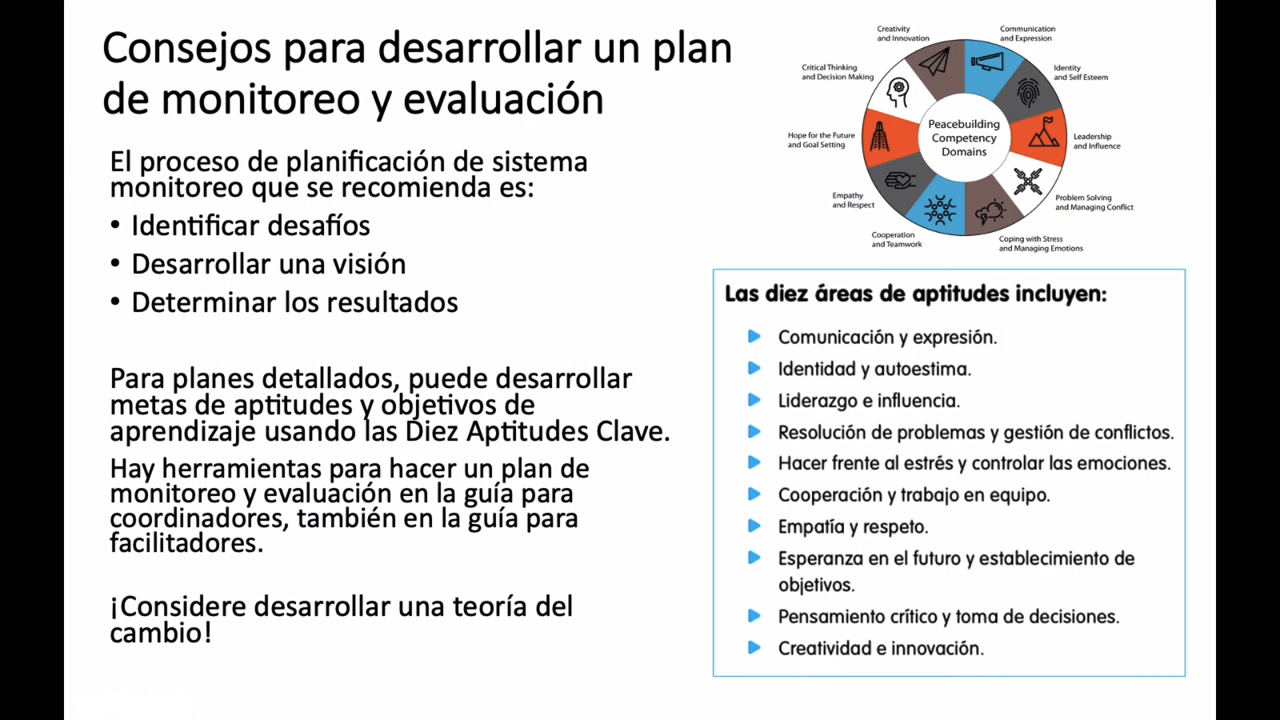 Consejos para desarrollar un plan
de monitoreo y evaluación
El proceso de planificación de sistema
monitoreo que se recomienda es:
• Identificar desafíos
• Desarrollar una visión
• Determinar los resultados
Para planes detallados, puede desarrollar
metas de aptitudes y objetivos de
aprendizaje usando las Diez Aptitudes Clave.
Hay herramientas para hacer un plan de
monitoreo y evaluación en la guía para
coordinadores, también en la guía para
facilitadores.
¡Considere desarrollar una teoría del
cambio!
Creativity
and Innovation
Communication
and Expression
Critical Thinking
and Decision Making
Identity
and Self Esteem
Hope for the Future
and Goal Setting
Peacebuilding
Competency
Domains
Leadership
and Influence
Empathy
and Respect
Problem Solving
and Managing Conflict
Cooperation
and Teamwork
Coping with Stress
and Managing Emotions
Las diez áreas de aptitudes incluyen:
Comunicación y expresión.
Identidad y autoestima.
Liderazgo e influencia.
Resolución de problemas y gestión de conflictos.
Hacer frente al estrés y controlar las emociones.
Cooperación y trabajo en equipo.
Empatía y respeto.
Esperanza en el futuro y establecimiento de
objetivos.
Pensamiento crítico y toma de decisiones.
Creatividad e innovación.